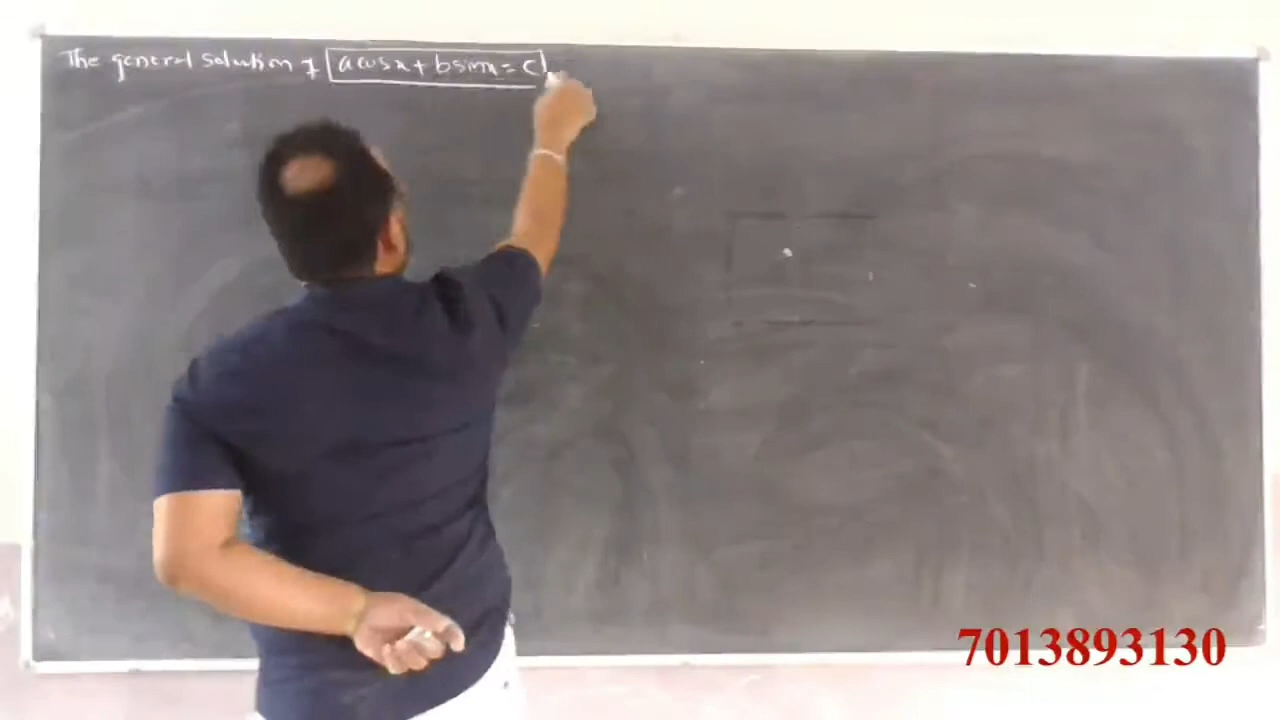 The general solution of a cos x + b sin x = c
7013893130